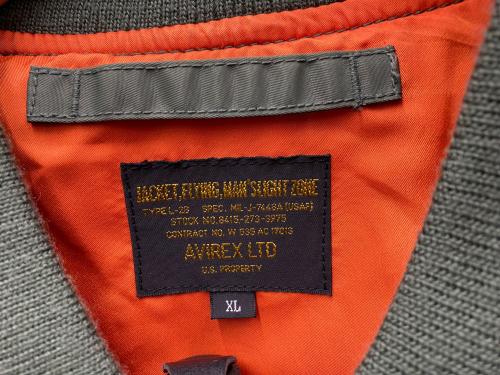 JACKET,FLYING,MAN'SLIGHT ZONE
TYPE L-2B SPEC. MIL-J-7448A (USAF)
STOCK NO.8415-273-3975
CONTRACT NO. W 535 AC 17013
AVIREX LTD
U.S. PROPERTY
XL